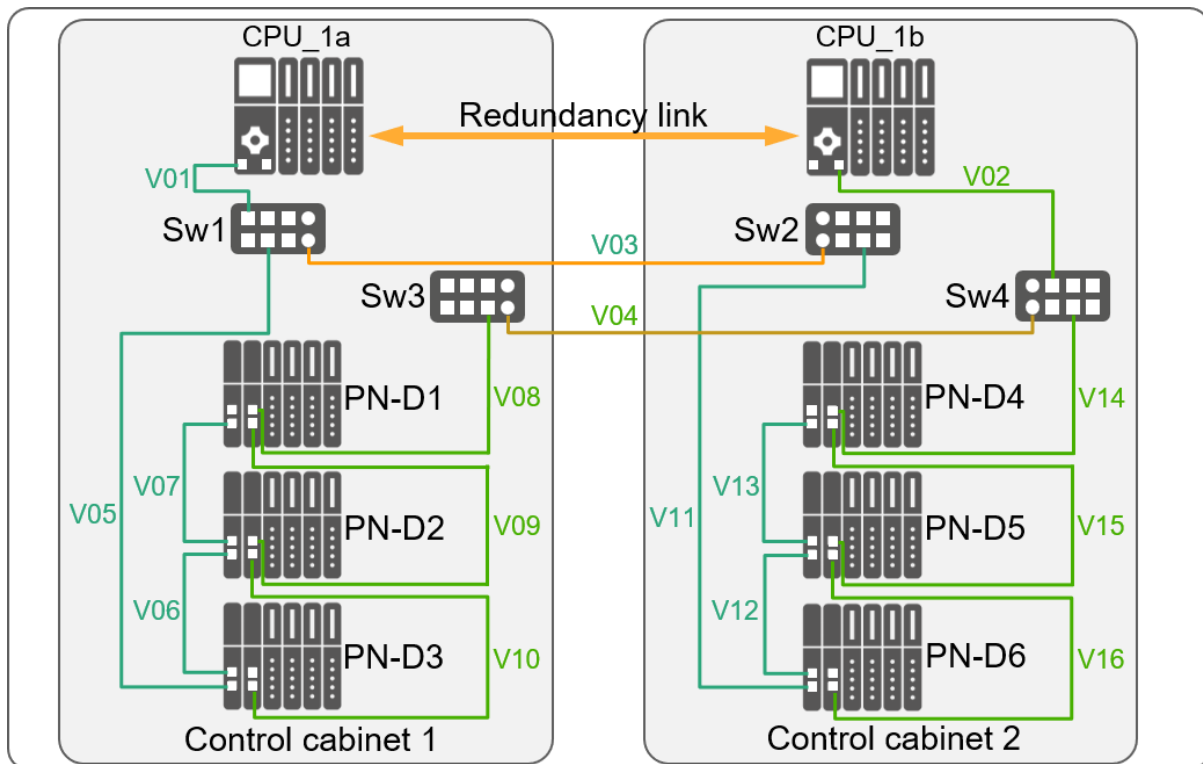 CPU_1a
CPU_1b
Redundancy link
V01
V02
Sw1
Sw2
V03
Sw3
Sw4
V04
PN-D1
V08
PN-D4
V14
V07
V13
V05
PN-D2
V09
V11
PN-D5
V15
V06
V12
PN-D3
V10
PN-D6
V16
Control cabinet 1
Control cabinet 2